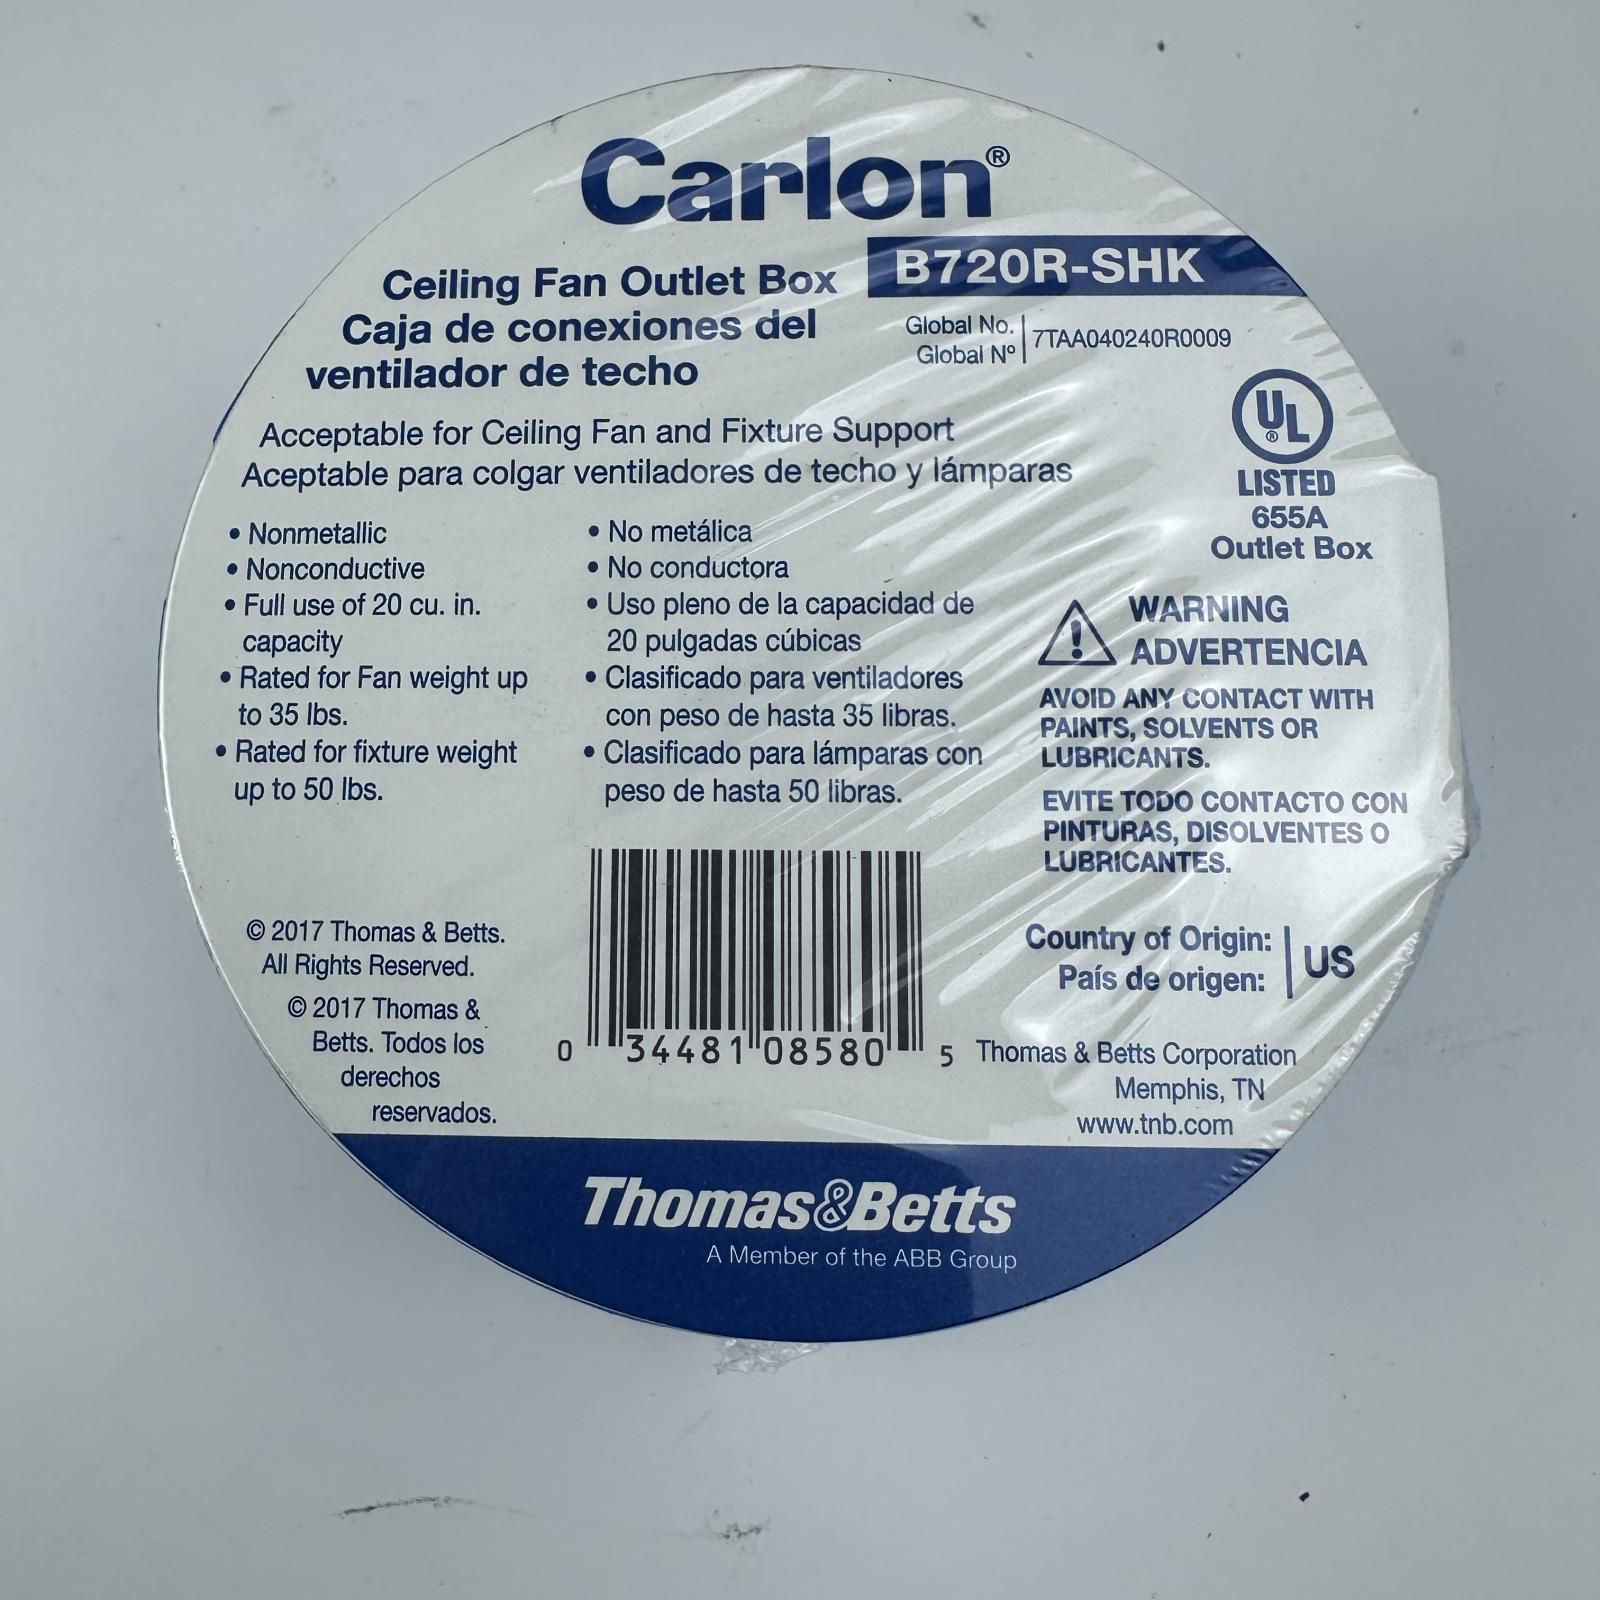 Carlon®
B720R-SHK
Ceiling Fan Outlet Box
Caja de conexiones del
ventilador de techo
Global No.
Global Nº
7TAA040240R0009
Acceptable for Ceiling Fan and Fixture Support
Aceptable para colgar ventiladores de techo y lámparas
UL
®
LISTED
655A
Outlet Box
• Nonmetallic
• Nonconductive
• Full use of 20 cu. in.
capacity
• Rated for Fan weight up
to 35 lbs.
• Rated for fixture weight
up to 50 lbs.
• No metálica
• No conductora
• Uso pleno de la capacidad de
20 pulgadas cúbicas
• Clasificado para ventiladores
con peso de hasta 35 libras.
• Clasificado para lámparas con
peso de hasta 50 libras.
WARNING
ADVERTENCIA
AVOID ANY CONTACT WITH
PAINTS, SOLVENTS OR
LUBRICANTS.
EVITE TODO CONTACTO CON
PINTURAS, DISOLVENTES O
LUBRICANTES.
© 2017 Thomas & Betts.
All Rights Reserved.
© 2017 Thomas &
Betts. Todos los
derechos
reservados.
0 34481 08580 5
Country of Origin:
País de origen:
US
Thomas & Betts Corporation
Memphis, TN
www.tnb.com
Thomas&Betts
A Member of the ABB Group